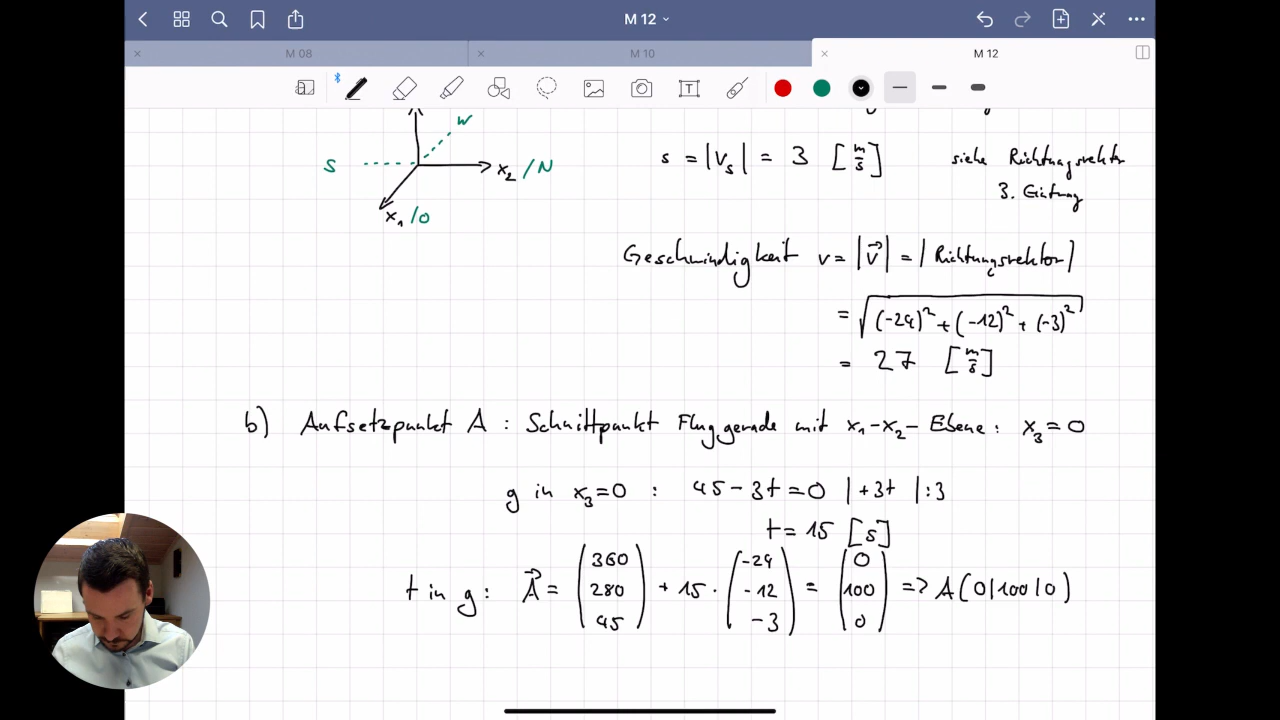 M 12
M 08
M 10
M 12
T
w
S
x₂ / N
x₁ / O
s = |v_s| = 3 [m/s] siehe Richtungsvektor
3. Eintrag
Geschwindigkeit v = |v⃗| = |Richtungsvektor|
= √((-24)² + (-12)² + (-3)²)
= 27 [m/s]
b) Aufsetzpunkt A : Schnittpunkt Fluggerade mit x₁-x₂- Ebene : x₃ = 0
g in x₃=0 : 45 - 3t = 0 | +3t | :3
t = 15 [s]
t in g : A⃗ = (360 280 45) + 15 · (-24 -12 -3) = (0 100 0) => A(0|100|0)